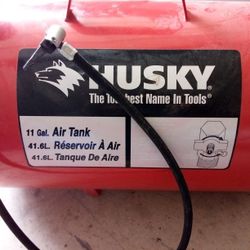 HUSKY
The Toughest Name In Tools®
11 Gal. Air Tank
41.6L. Réservoir À Air
41.6L. Tanque De Aire